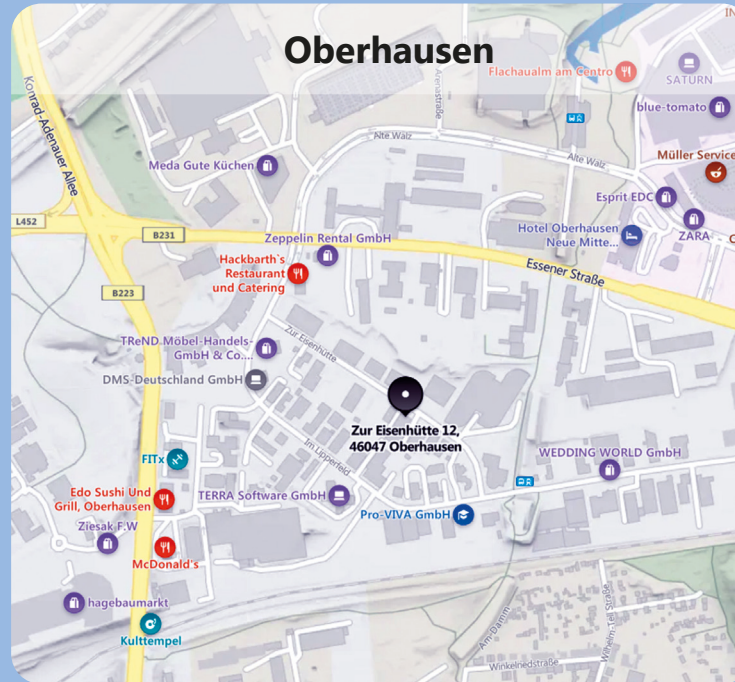 IN
Oberhausen
Flachaualm am Centro
SATURN
blue-tomato
Konrad-Adenauer Allee
Arenastraße
Alte Walz
Alte Walz
Müller Service
Meda Gute Küchen
Esprit EDC
L452
B231
Zeppelin Rental GmbH
Hotel Oberhausen
Neue Mitte...
ZARA
Hackbarth's
Restaurant
und Catering
Essener Straße
B223
Zur Eisenhütte
TReND Möbel-Handels-
GmbH & Co....
DMS-Deutschland GmbH
Zur Eisenhütte 12,
46047 Oberhausen
Im Lipperfeld
FITx
WEDDING WORLD GmbH
Edo Sushi Und
Grill, Oberhausen
TERRA Software GmbH
Pro-VIVA GmbH
Ziesak F.W
McDonald's
hagebaumarkt
Kulttempel
Am-Damm
Wilhelm Tell Straße
Winkelriedstraße